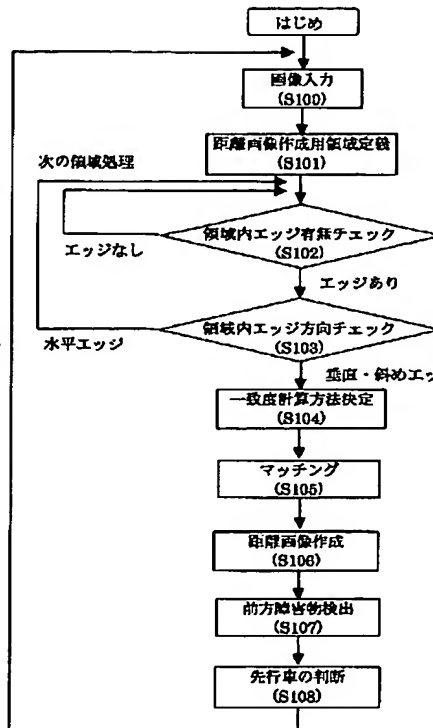 はじめ
画像入力
(S100)
距離画像作成用領域定義
(S101)
次の領域処理
領域内エッジ有無チェック
(S102)
エッジなし
エッジあり
領域内エッジ方向チェック
(S103)
水平エッジ
垂直・斜めエッ
一致度計算方法決定
(S104)
マッチング
(S105)
距離画像作成
(S106)
前方障害物検出
(S107)
先行車の判断
(S108)